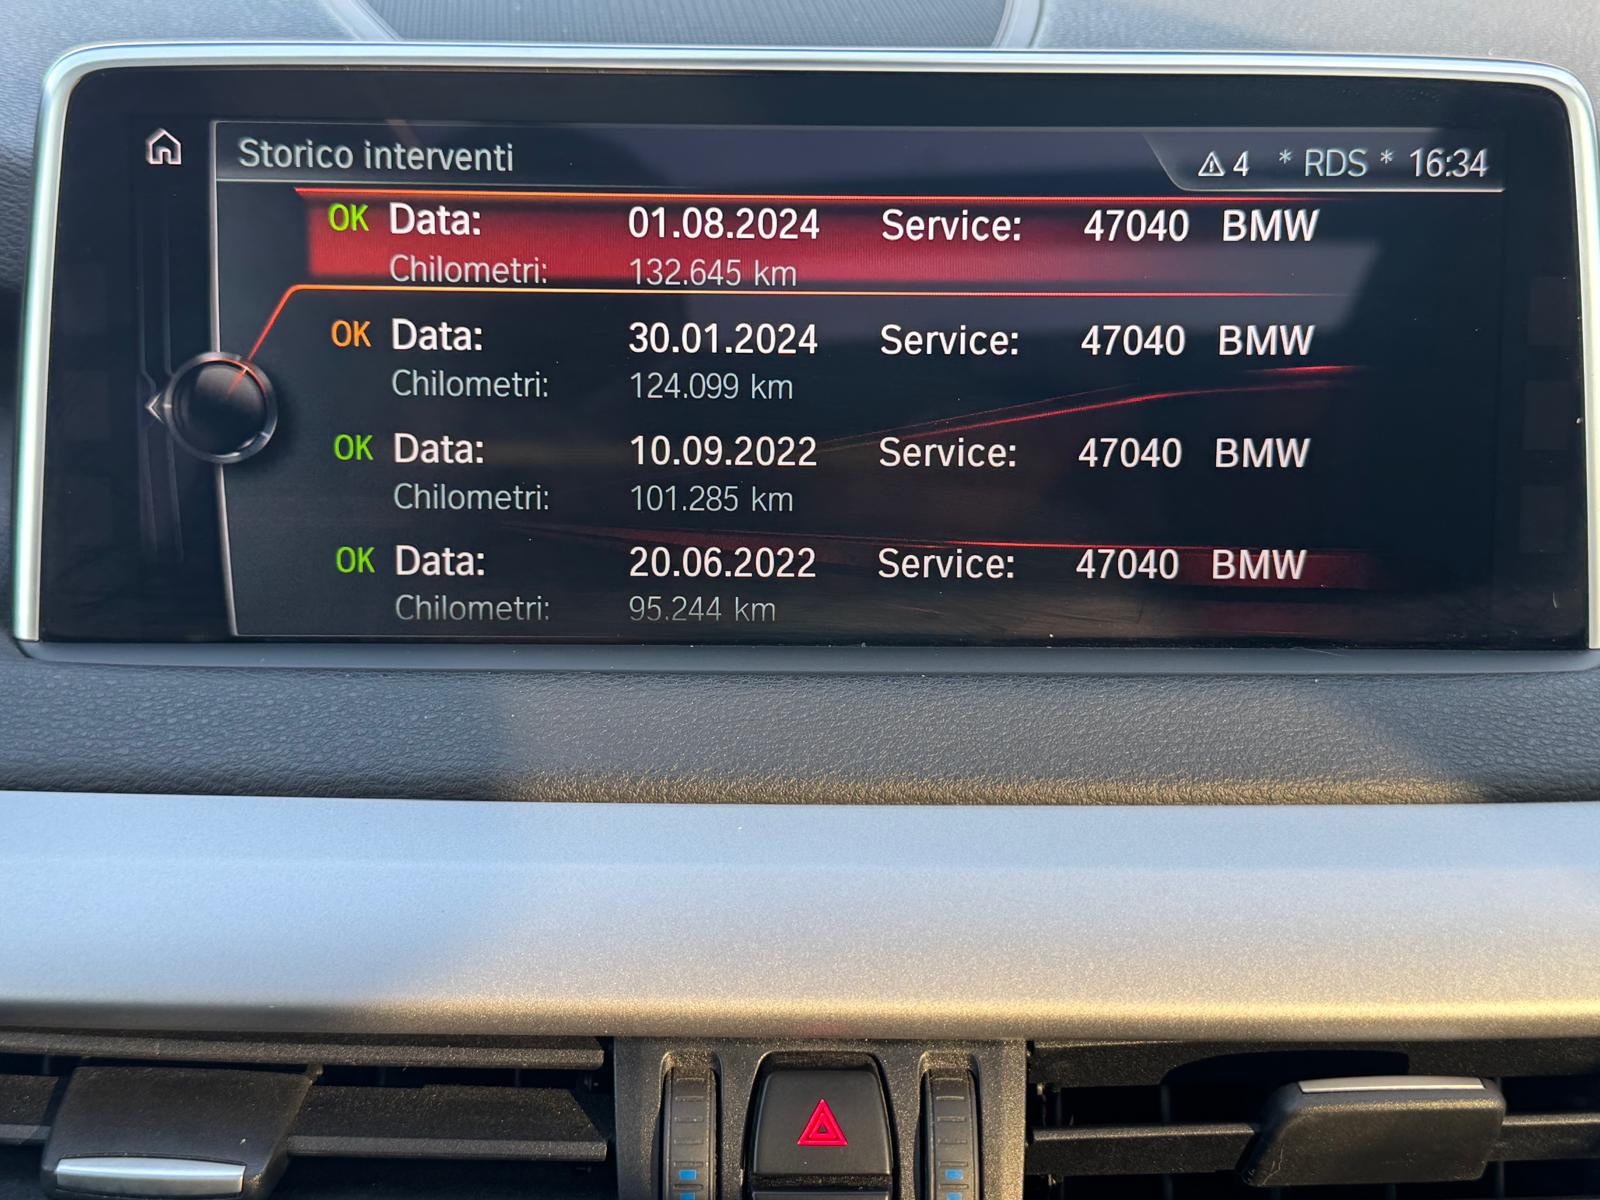 Storico interventi 4 * RDS * 16:34
OK Data: 01.08.2024 Service: 47040 BMW
Chilometri: 132.645 km
OK Data: 30.01.2024 Service: 47040 BMW
Chilometri: 124.099 km
OK Data: 10.09.2022 Service: 47040 BMW
Chilometri: 101.285 km
OK Data: 20.06.2022 Service: 47040 BMW
Chilometri: 95.244 km